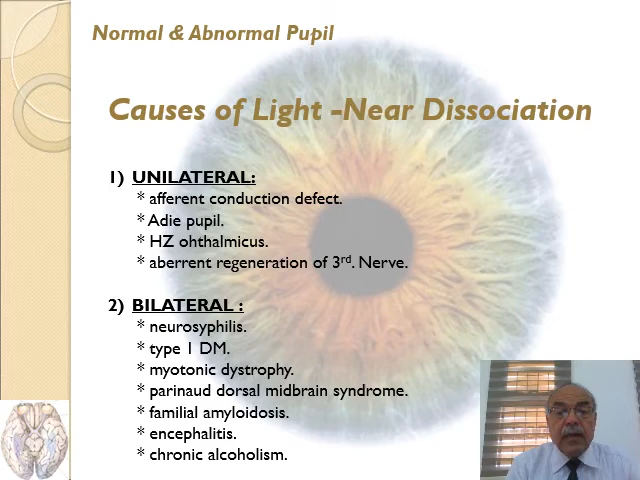 Normal & Abnormal Pupil
Causes of Light -Near Dissociation
1) UNILATERAL:
* afferent conduction defect.
* Adie pupil.
* HZ ohthalmicus.
* aberrent regeneration of 3rd. Nerve.
2) BILATERAL :
* neurosyphilis.
* type 1 DM.
* myotonic dystrophy.
* parinaud dorsal midbrain syndrome.
* familial amyloidosis.
* encephalitis.
* chronic alcoholism.